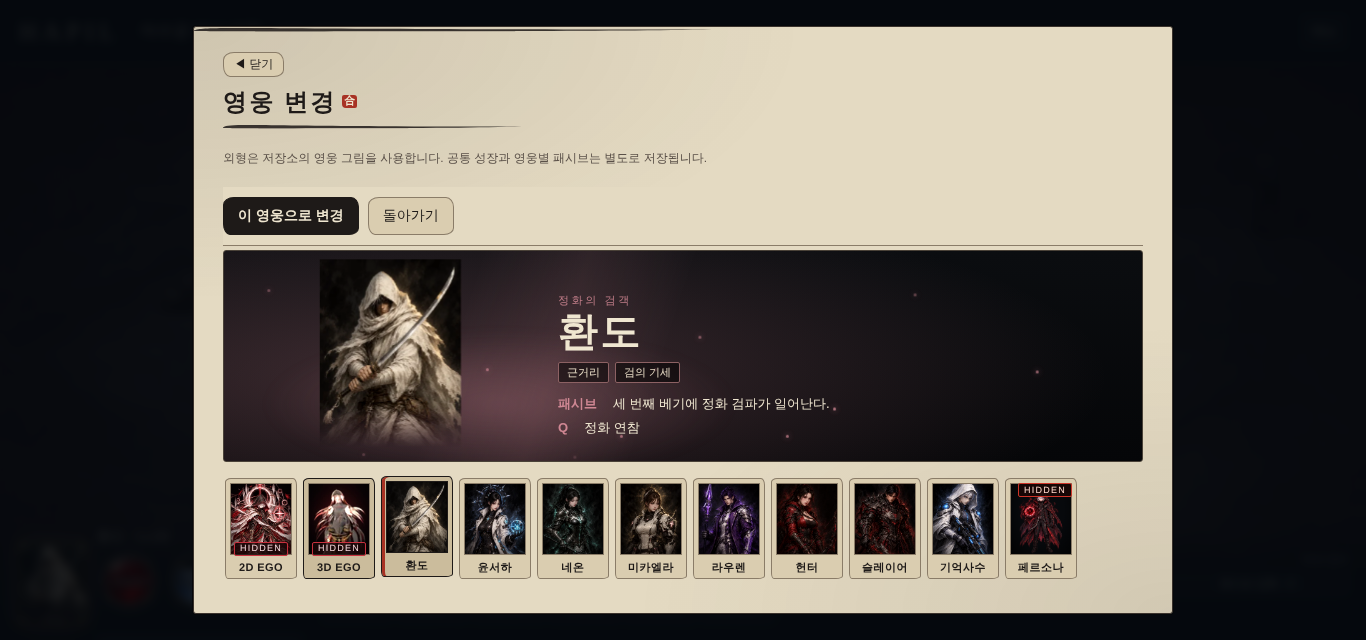 ◀ 닫기
영웅 변경 合
외형은 저장소의 영웅 그림을 사용합니다. 공통 성장과 영웅별 패시브는 별도로 저장됩니다.
이 영웅으로 변경 돌아가기
정화의 검객
환도
근거리 검의 기세
패시브 세 번째 베기에 정화 검파가 일어난다.
Q 정화 연참
HIDDEN HIDDEN HIDDEN
2D EGO 3D EGO 환도 윤서하 네온 미카엘라 라우렌 헌터 슬레이어 기억사수 페르소나